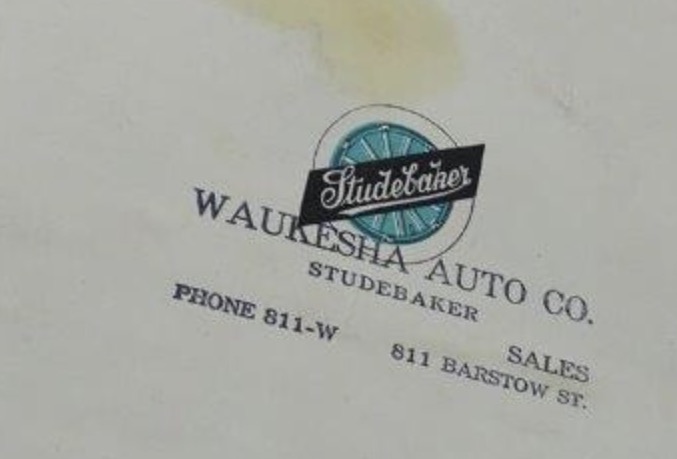 Studebaker
WAUKESHA AUTO CO.
STUDEBAKER
SALES
PHONE 811-W
811 BARSTOW ST.